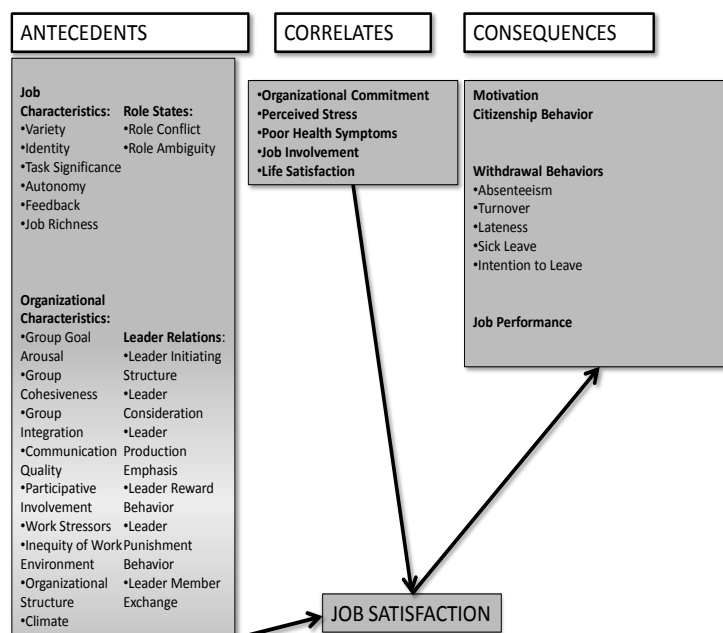 ANTECEDENTS
Job
Characteristics:
•Variety
•Identity
•Task Significance
•Autonomy
•Feedback
•Job Richness
Role States:
•Role Conflict
•Role Ambiguity
Organizational
Characteristics:
•Group Goal
Arousal
•Group
Cohesiveness
•Group
Integration
•Communication
Quality
•Participative
Involvement
•Work Stressors
•Inequity of Work
Environment
•Organizational
Structure
•Climate
Leader Relations:
•Leader Initiating
Structure
•Leader
Consideration
•Leader
Production
Emphasis
•Leader Reward
Behavior
•Leader
Punishment
Behavior
•Leader Member
Exchange
CORRELATES
•Organizational Commitment
•Perceived Stress
•Poor Health Symptoms
•Job Involvement
•Life Satisfaction
CONSEQUENCES
Motivation
Citizenship Behavior
Withdrawal Behaviors
•Absenteeism
•Turnover
•Lateness
•Sick Leave
•Intention to Leave
Job Performance
JOB SATISFACTION